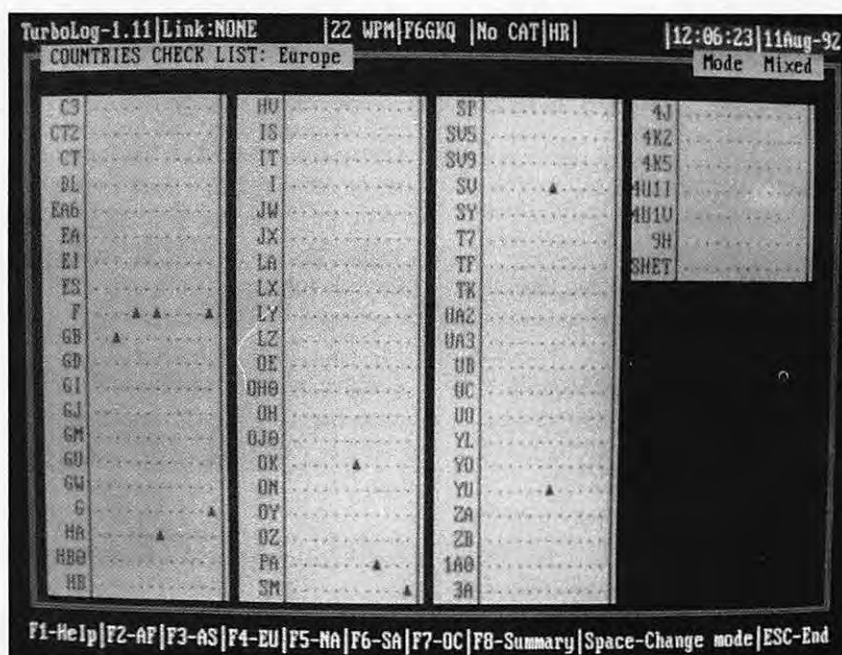 TurboLog-1.11|Link:NONE |22 WPM|F6GKQ |No CAT|HR| |12:06:23|11Aug-92
COUNTRIES CHECK LIST: Europe
Mode Mixed
C3
CT2
CT
DL
EA6
EA
EI
ES
F
GB
GD
GI
GJ
GM
GU
GW
G
HA
HB0
HB
HV
IS
IT
I
JW
JX
LA
LX
LY
LZ
OE
OH0
OH
OJ0
OK
ON
OY
OZ
PA
SM
SP
SV5
SV9
SV
SY
T7
TF
TK
UA2
UA3
UB
UC
UO
YL
YO
YU
ZA
ZB
1A0
3A
4J
4K2
4K5
4U1I
4U1V
9H
SHET
F1-Help|F2-AF|F3-AS|F4-EU|F5-NA|F6-SA|F7-OC|F8-Summary|Space-Change mode|ESC-End